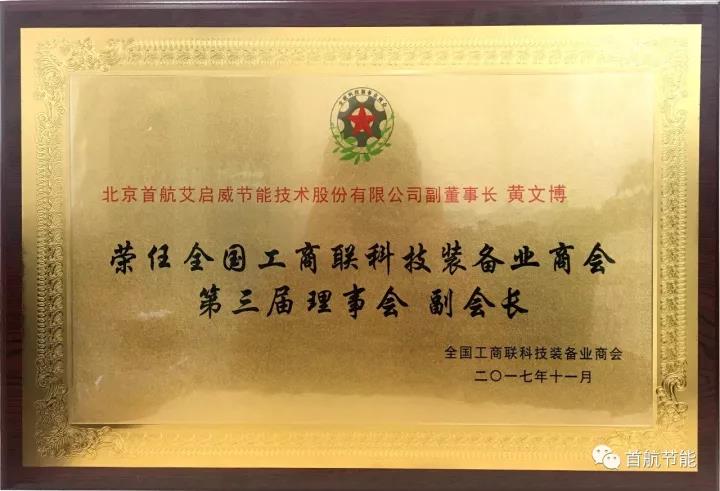 北京首航艾启威节能技术股份有限公司副董事长 黄文博
荣任全国工商联科技装备业商会
第三届理事会 副会长
全国工商联科技装备业商会
二〇一七年十一月
首航节能